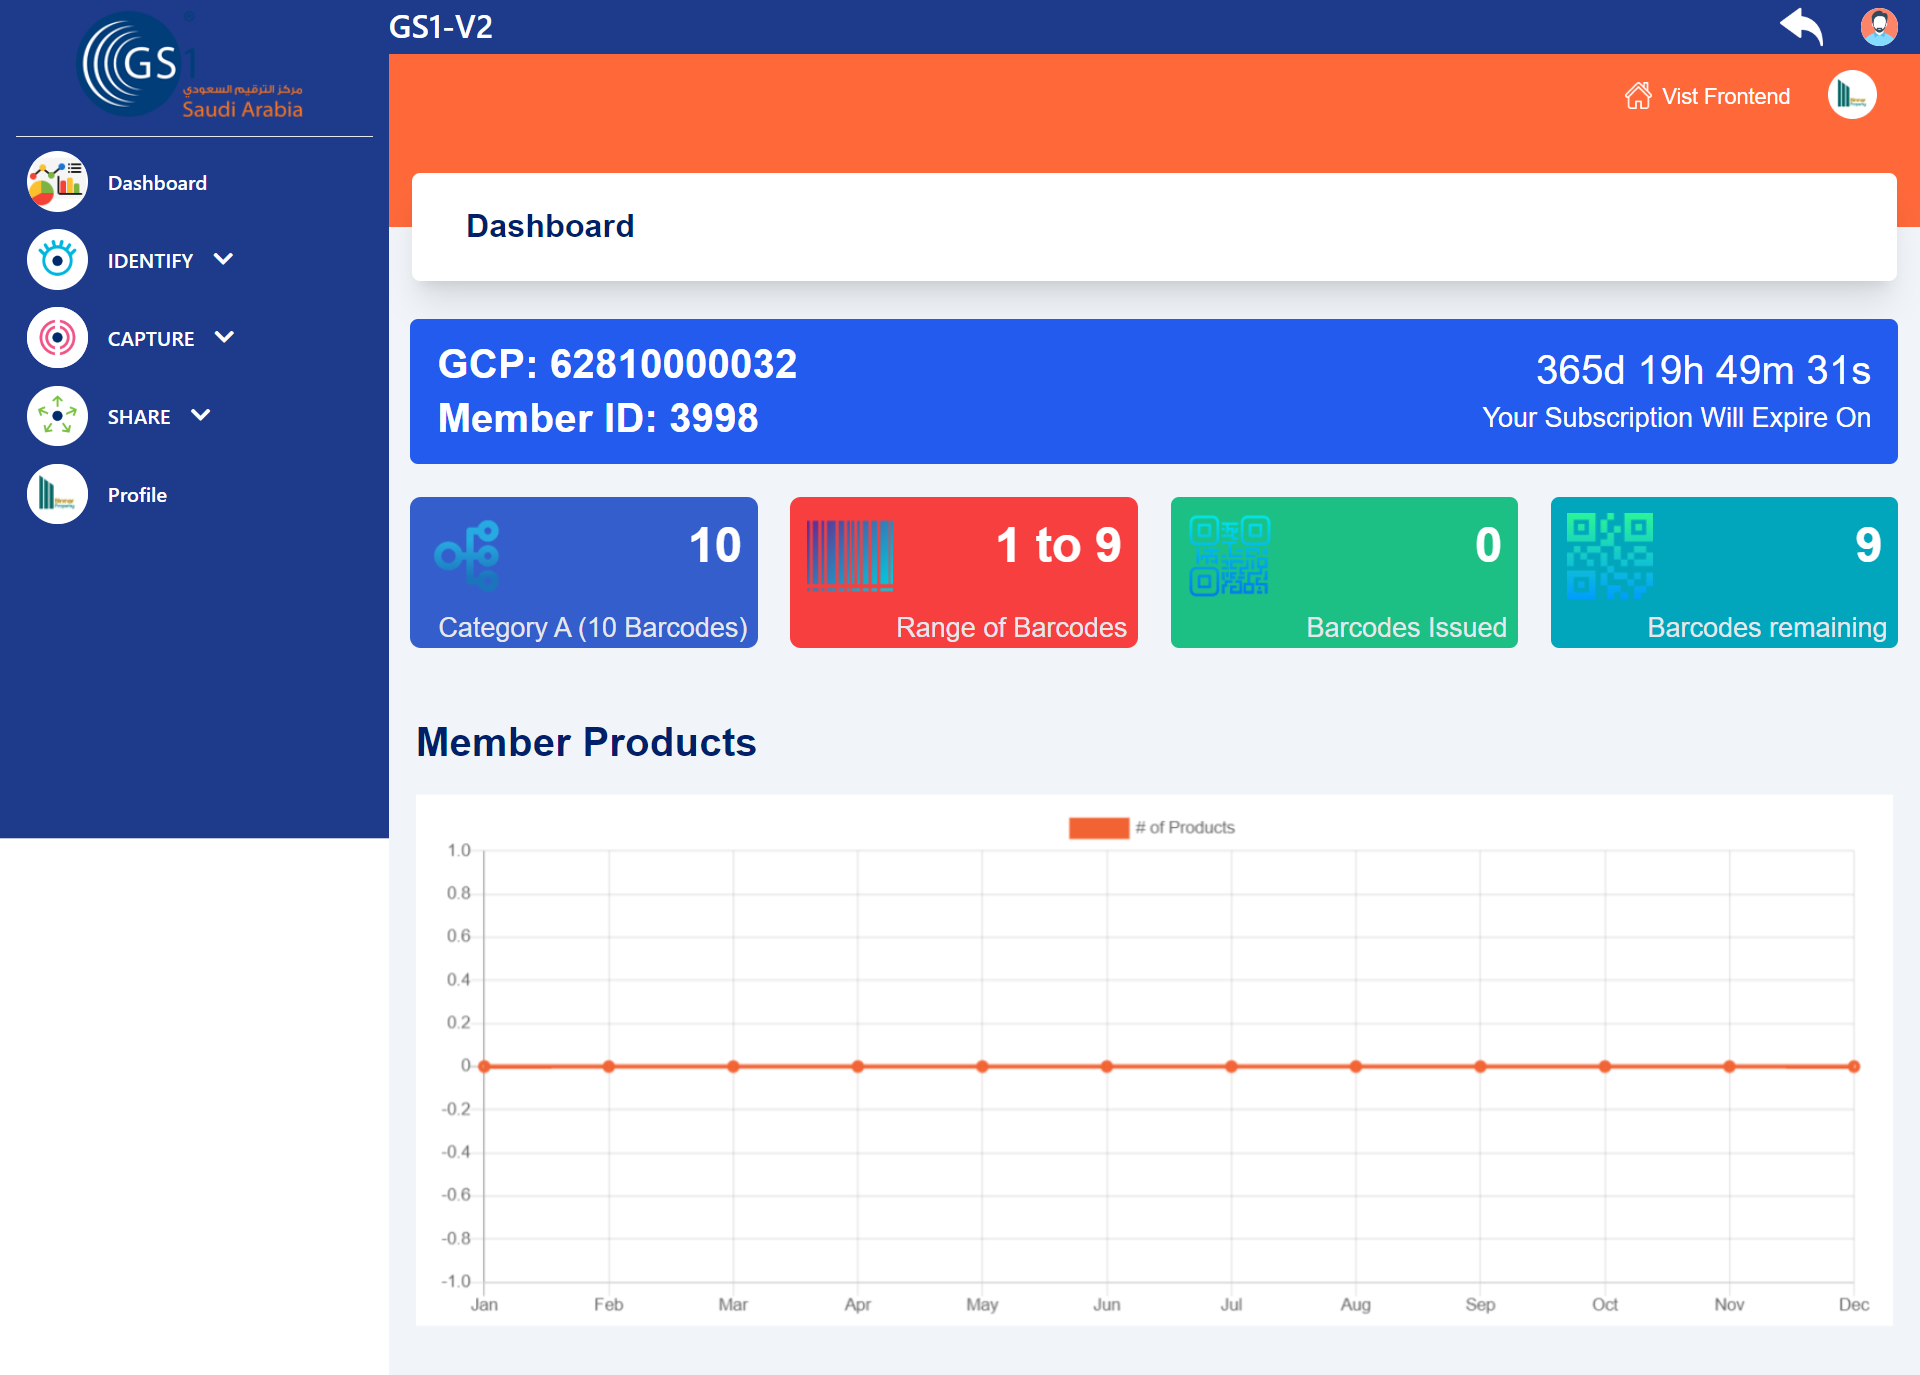 GS1
مركز الترقيم السعودي
Saudi Arabia
Dashboard
IDENTIFY
CAPTURE
SHARE
Profile
GS1-V2
Vist Frontend
Dashboard
GCP: 62810000032
Member ID: 3998
365d 19h 49m 31s
Your Subscription Will Expire On
10
Category A (10 Barcodes)
1 to 9
Range of Barcodes
0
Barcodes Issued
9
Barcodes remaining
Member Products
# of Products
1.0
0.8
0.6
0.4
0.2
0
-0.2
-0.4
-0.6
-0.8
-1.0
Jan Feb Mar Apr May Jun Jul Aug Sep Oct Nov Dec